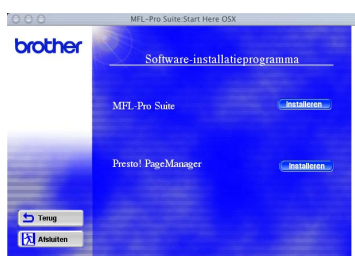 MFL-Pro Suite:Start Here OSX
brother
Software-installatieprogramma
MFL-Pro Suite
Installeren...
Presto! PageManager
Installeren...
Terug
Afsluiten